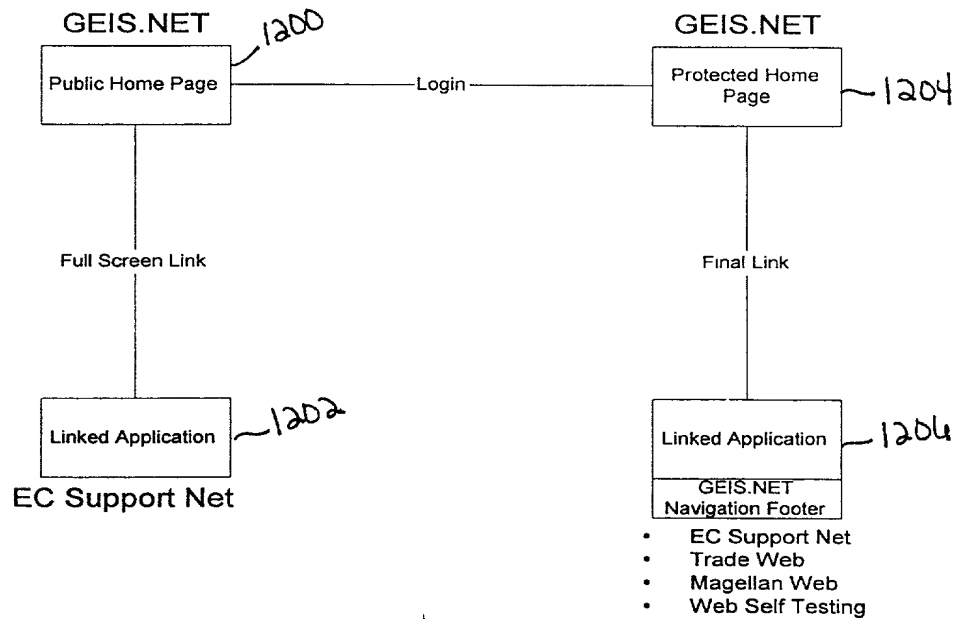 GEIS.NET
1200
GEIS.NET
Public Home Page
Login
Protected Home
Page
1204
Full Screen Link
Final Link
Linked Application
1202
Linked Application
1206
EC Support Net
GEIS.NET
Navigation Footer
• EC Support Net
• Trade Web
• Magellan Web
• Web Self Testing